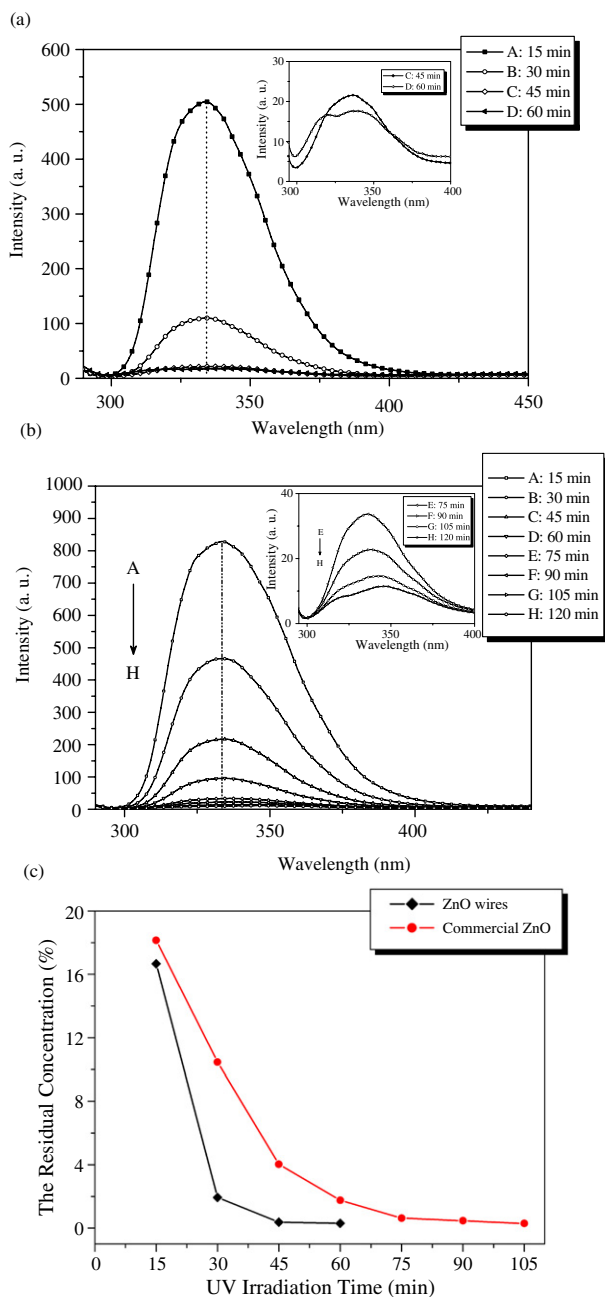 (a)
A: 15 min
B: 30 min
C: 45 min
D: 60 min
600
500
400
300
200
100
0
Intensity (a. u.)
300 350 400 450
Wavelength (nm)
30
25
20
15
10
5
0
Intensity (a. u.)
C: 45 min
D: 60 min
300 350 400
Wavelength (nm)
(b)
A: 15 min
B: 30 min
C: 45 min
D: 60 min
E: 75 min
F: 90 min
G: 105 min
H: 120 min
1000
900
800
700
600
500
400
300
200
100
0
Intensity (a. u.)
A
H
300 350 400
Wavelength (nm)
40
20
0
Intensity (a. u.)
E: 75 min
F: 90 min
G: 105 min
H: 120 min
E
H
300 350 400
Wavelength (nm)
(c)
ZnO wires
Commercial ZnO
20
16
12
8
4
0
The Residual Concentration (%)
0 15 30 45 60 75 90 105
UV Irradiation Time (min)